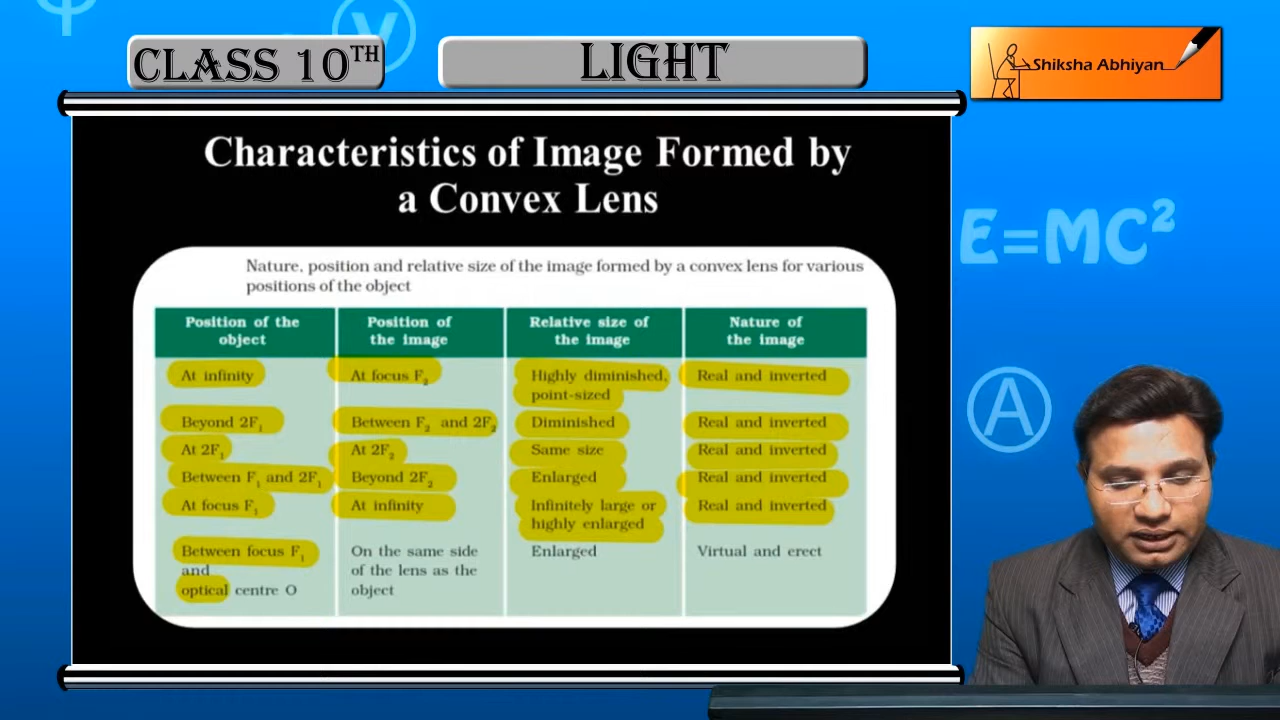 CLASS 10TH
LIGHT
Shiksha Abhiyan
Characteristics of Image Formed by
a Convex Lens
Nature, position and relative size of the image formed by a convex lens for various
positions of the object
Position of the object
Position of the image
Relative size of the image
Nature of the image
At infinity
At focus F₂
Highly diminished, point-sized
Real and inverted
Beyond 2F₁
Between F₂ and 2F₂
Diminished
Real and inverted
At 2F₁
At 2F₂
Same size
Real and inverted
Between F₁ and 2F₁
Beyond 2F₂
Enlarged
Real and inverted
At focus F₁
At infinity
Infinitely large or highly enlarged
Real and inverted
Between focus F₁ and optical centre O
On the same side of the lens as the object
Enlarged
Virtual and erect
E=MC²
A
V
φ